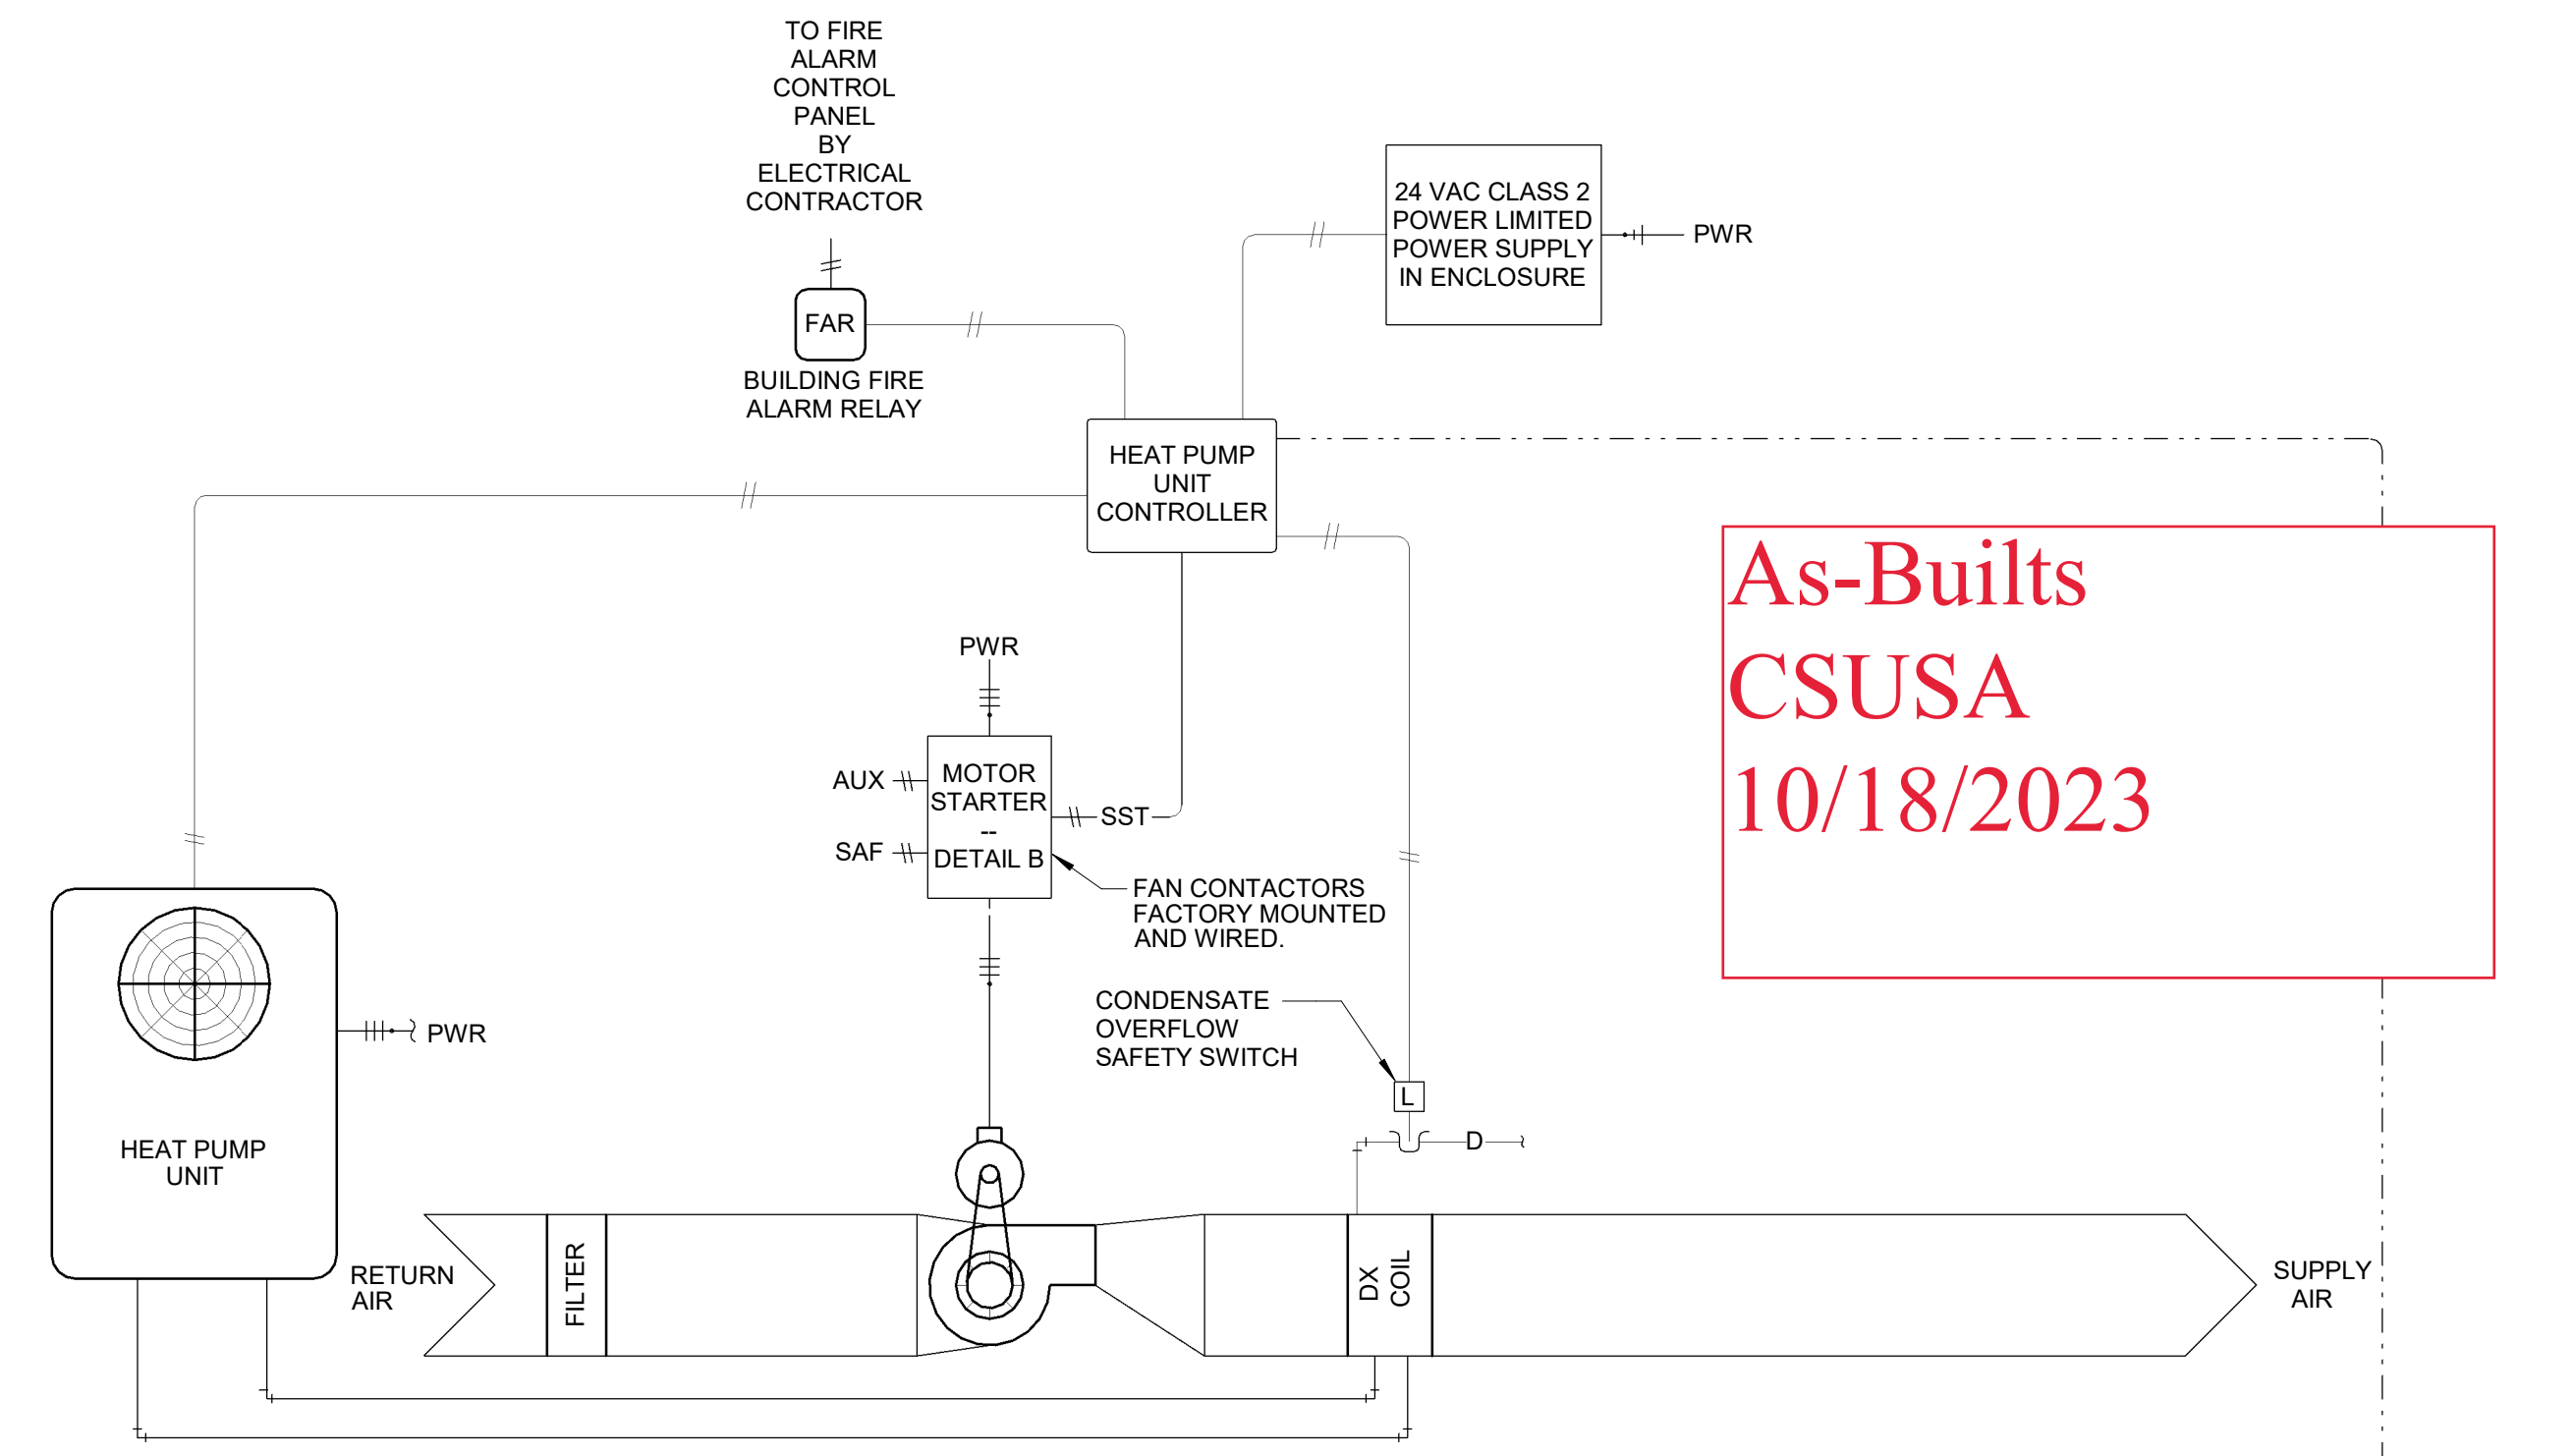 TO FIRE
ALARM
CONTROL
PANEL
BY
ELECTRICAL
CONTRACTOR
24 VAC CLASS 2
POWER LIMITED
POWER SUPPLY
IN ENCLOSURE
PWR
FAR
BUILDING FIRE
ALARM RELAY
HEAT PUMP
UNIT
CONTROLLER
As-Builts
CSUSA
10/18/2023
PWR
AUX
SAF
MOTOR
STARTER
--
DETAIL B
SST
FAN CONTACTORS
FACTORY MOUNTED
AND WIRED.
CONDENSATE
OVERFLOW
SAFETY SWITCH
L
D
PWR
HEAT PUMP
UNIT
RETURN
AIR
FILTER
DX
COIL
SUPPLY
AIR